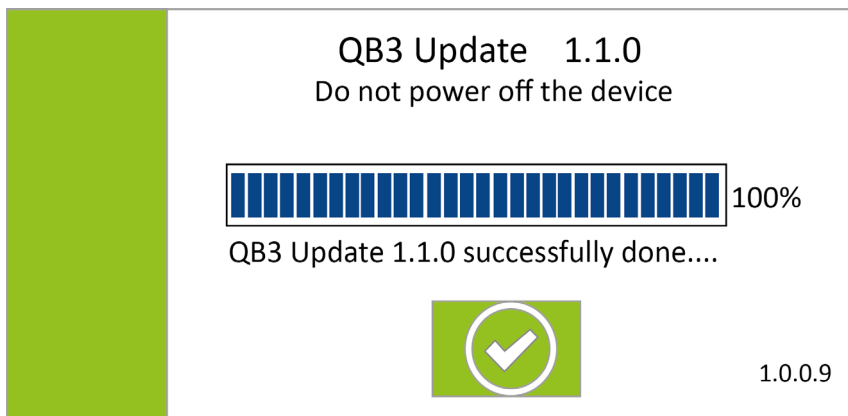 QB3 Update 1.1.0
Do not power off the device
100%
QB3 Update 1.1.0 successfully done....
1.0.0.9